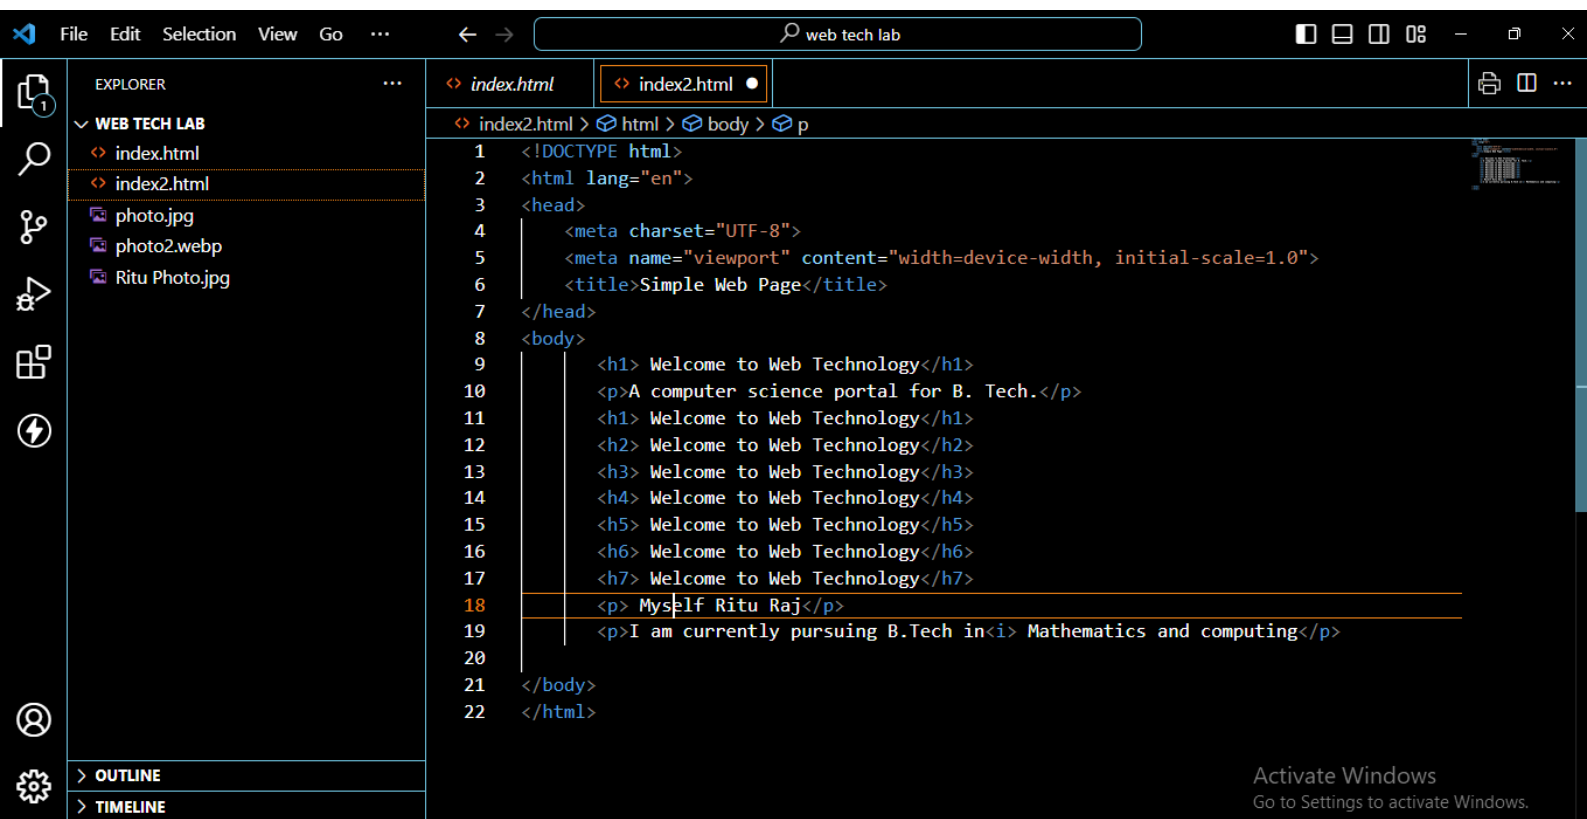 File Edit Selection View Go ··· web tech lab
EXPLORER ···
WEB TECH LAB
index.html
index2.html
photo.jpg
photo2.webp
Ritu Photo.jpg
OUTLINE
TIMELINE
1
index.html index2.html
index2.html > html > body > p
1 <!DOCTYPE html>
2 <html lang="en">
3 <head>
4 <meta charset="UTF-8">
5 <meta name="viewport" content="width=device-width, initial-scale=1.0">
6 <title>Simple Web Page</title>
7 </head>
8 <body>
9 <h1> Welcome to Web Technology</h1>
10 <p>A computer science portal for B. Tech.</p>
11 <h1> Welcome to Web Technology</h1>
12 <h2> Welcome to Web Technology</h2>
13 <h3> Welcome to Web Technology</h3>
14 <h4> Welcome to Web Technology</h4>
15 <h5> Welcome to Web Technology</h5>
16 <h6> Welcome to Web Technology</h6>
17 <h7> Welcome to Web Technology</h7>
18 <p> Myself Ritu Raj</p>
19 <p>I am currently pursuing B.Tech in<i> Mathematics and computing</p>
20
21 </body>
22 </html>
Activate Windows
Go to Settings to activate Windows.